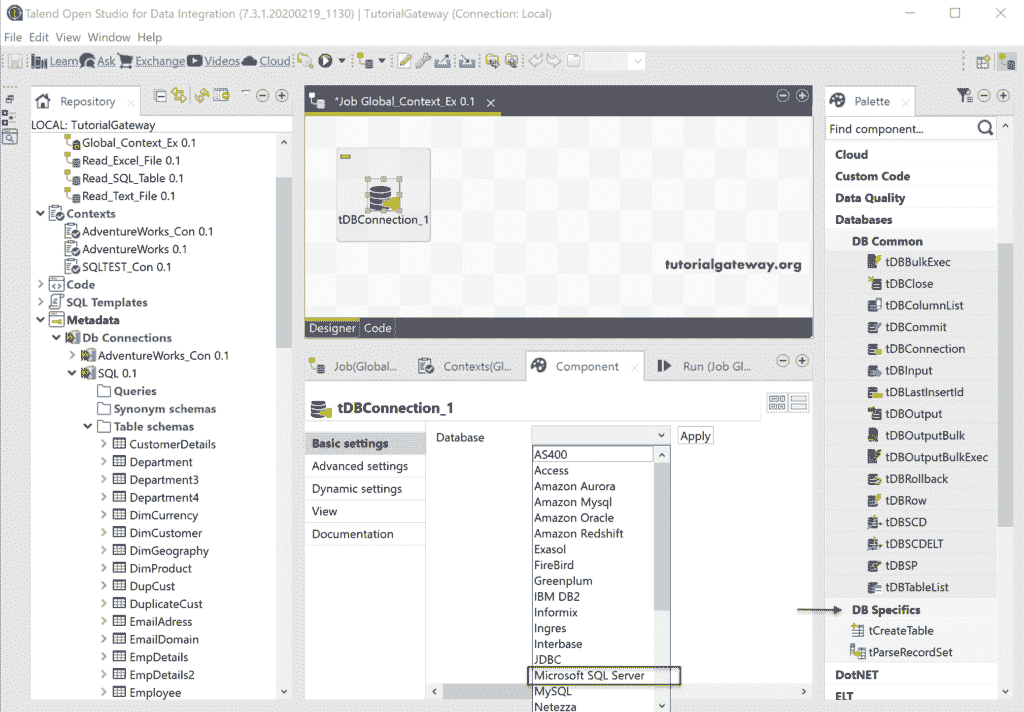 Talend Open Studio for Data Integration (7.3.1.20200219_1130) | TutorialGateway (Connection: Local)
File Edit View Window Help
Learn Ask Exchange Videos Cloud
Repository
LOCAL: TutorialGateway
Global_Context_Ex 0.1
Read_Excel_File 0.1
Read_SQL_Table 0.1
Read_Text_File 0.1
Contexts
AdventureWorks_Con 0.1
AdventureWorks 0.1
SQLTEST_Con 0.1
Code
SQL Templates
Metadata
Db Connections
AdventureWorks_Con 0.1
SQL 0.1
Queries
Synonym schemas
Table schemas
CustomerDetails
Department
Department3
Department4
DimCurrency
DimCustomer
DimGeography
DimProduct
DupCust
DuplicateCust
EmailAdress
EmailDomain
EmpDetails
EmpDetails2
Employee
*Job Global_Context_Ex 0.1
tDBConnection_1
tutorialgateway.org
Designer Code
Job(Global... Contexts(Gl... Component Run (Job Gl...
tDBConnection_1
Basic settings
Advanced settings
Dynamic settings
View
Documentation
Database Apply
AS400
Access
Amazon Aurora
Amazon Mysql
Amazon Oracle
Amazon Redshift
Exasol
FireBird
Greenplum
IBM DB2
Informix
Ingres
Interbase
JDBC
Microsoft SQL Server
MySQL
Netezza
Palette
Find component...
Cloud
Custom Code
Data Quality
Databases
DB Common
tDBBulkExec
tDBClose
tDBColumnList
tDBCommit
tDBConnection
tDBInput
tDBLastInsertId
tDBOutput
tDBOutputBulk
tDBOutputBulkExec
tDBRollback
tDBRow
tDBSCD
tDBSCDELT
tDBSP
tDBTableList
DB Specifics
tCreateTable
tParseRecordSet
DotNET
ELT